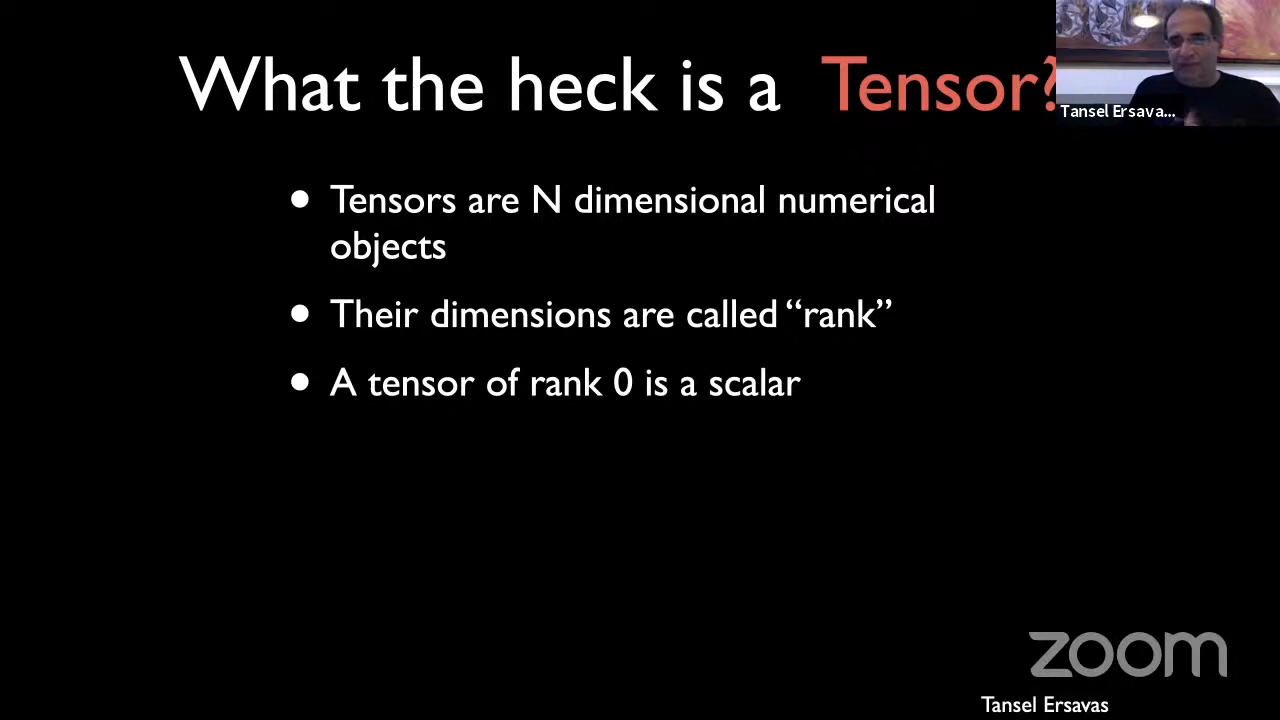 What the heck is a Tensor?
Tansel Ersava...
• Tensors are N dimensional numerical
objects
• Their dimensions are called “rank”
• A tensor of rank 0 is a scalar
zoom
Tansel Ersavas